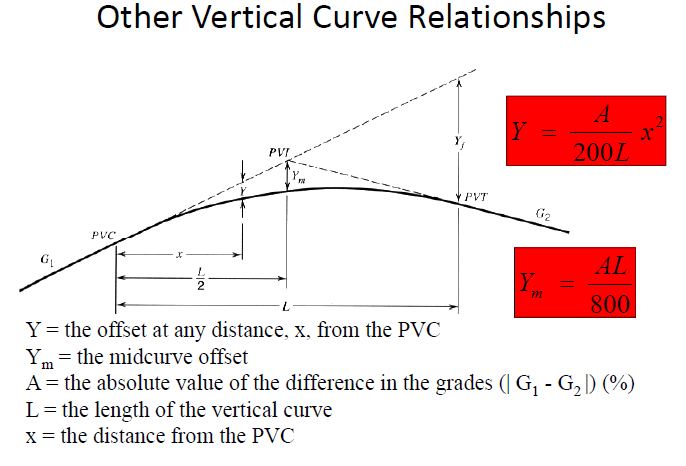 Other Vertical Curve Relationships
Y = A / 200L x²
Y_f
PVI
Y_m
Y
PVT
G₂
PVC
G₁
x
L/2
Y_m = AL / 800
L
Y = the offset at any distance, x, from the PVC
Y_m = the midcurve offset
A = the absolute value of the difference in the grades (| G₁ - G₂|) (%)
L = the length of the vertical curve
x = the distance from the PVC